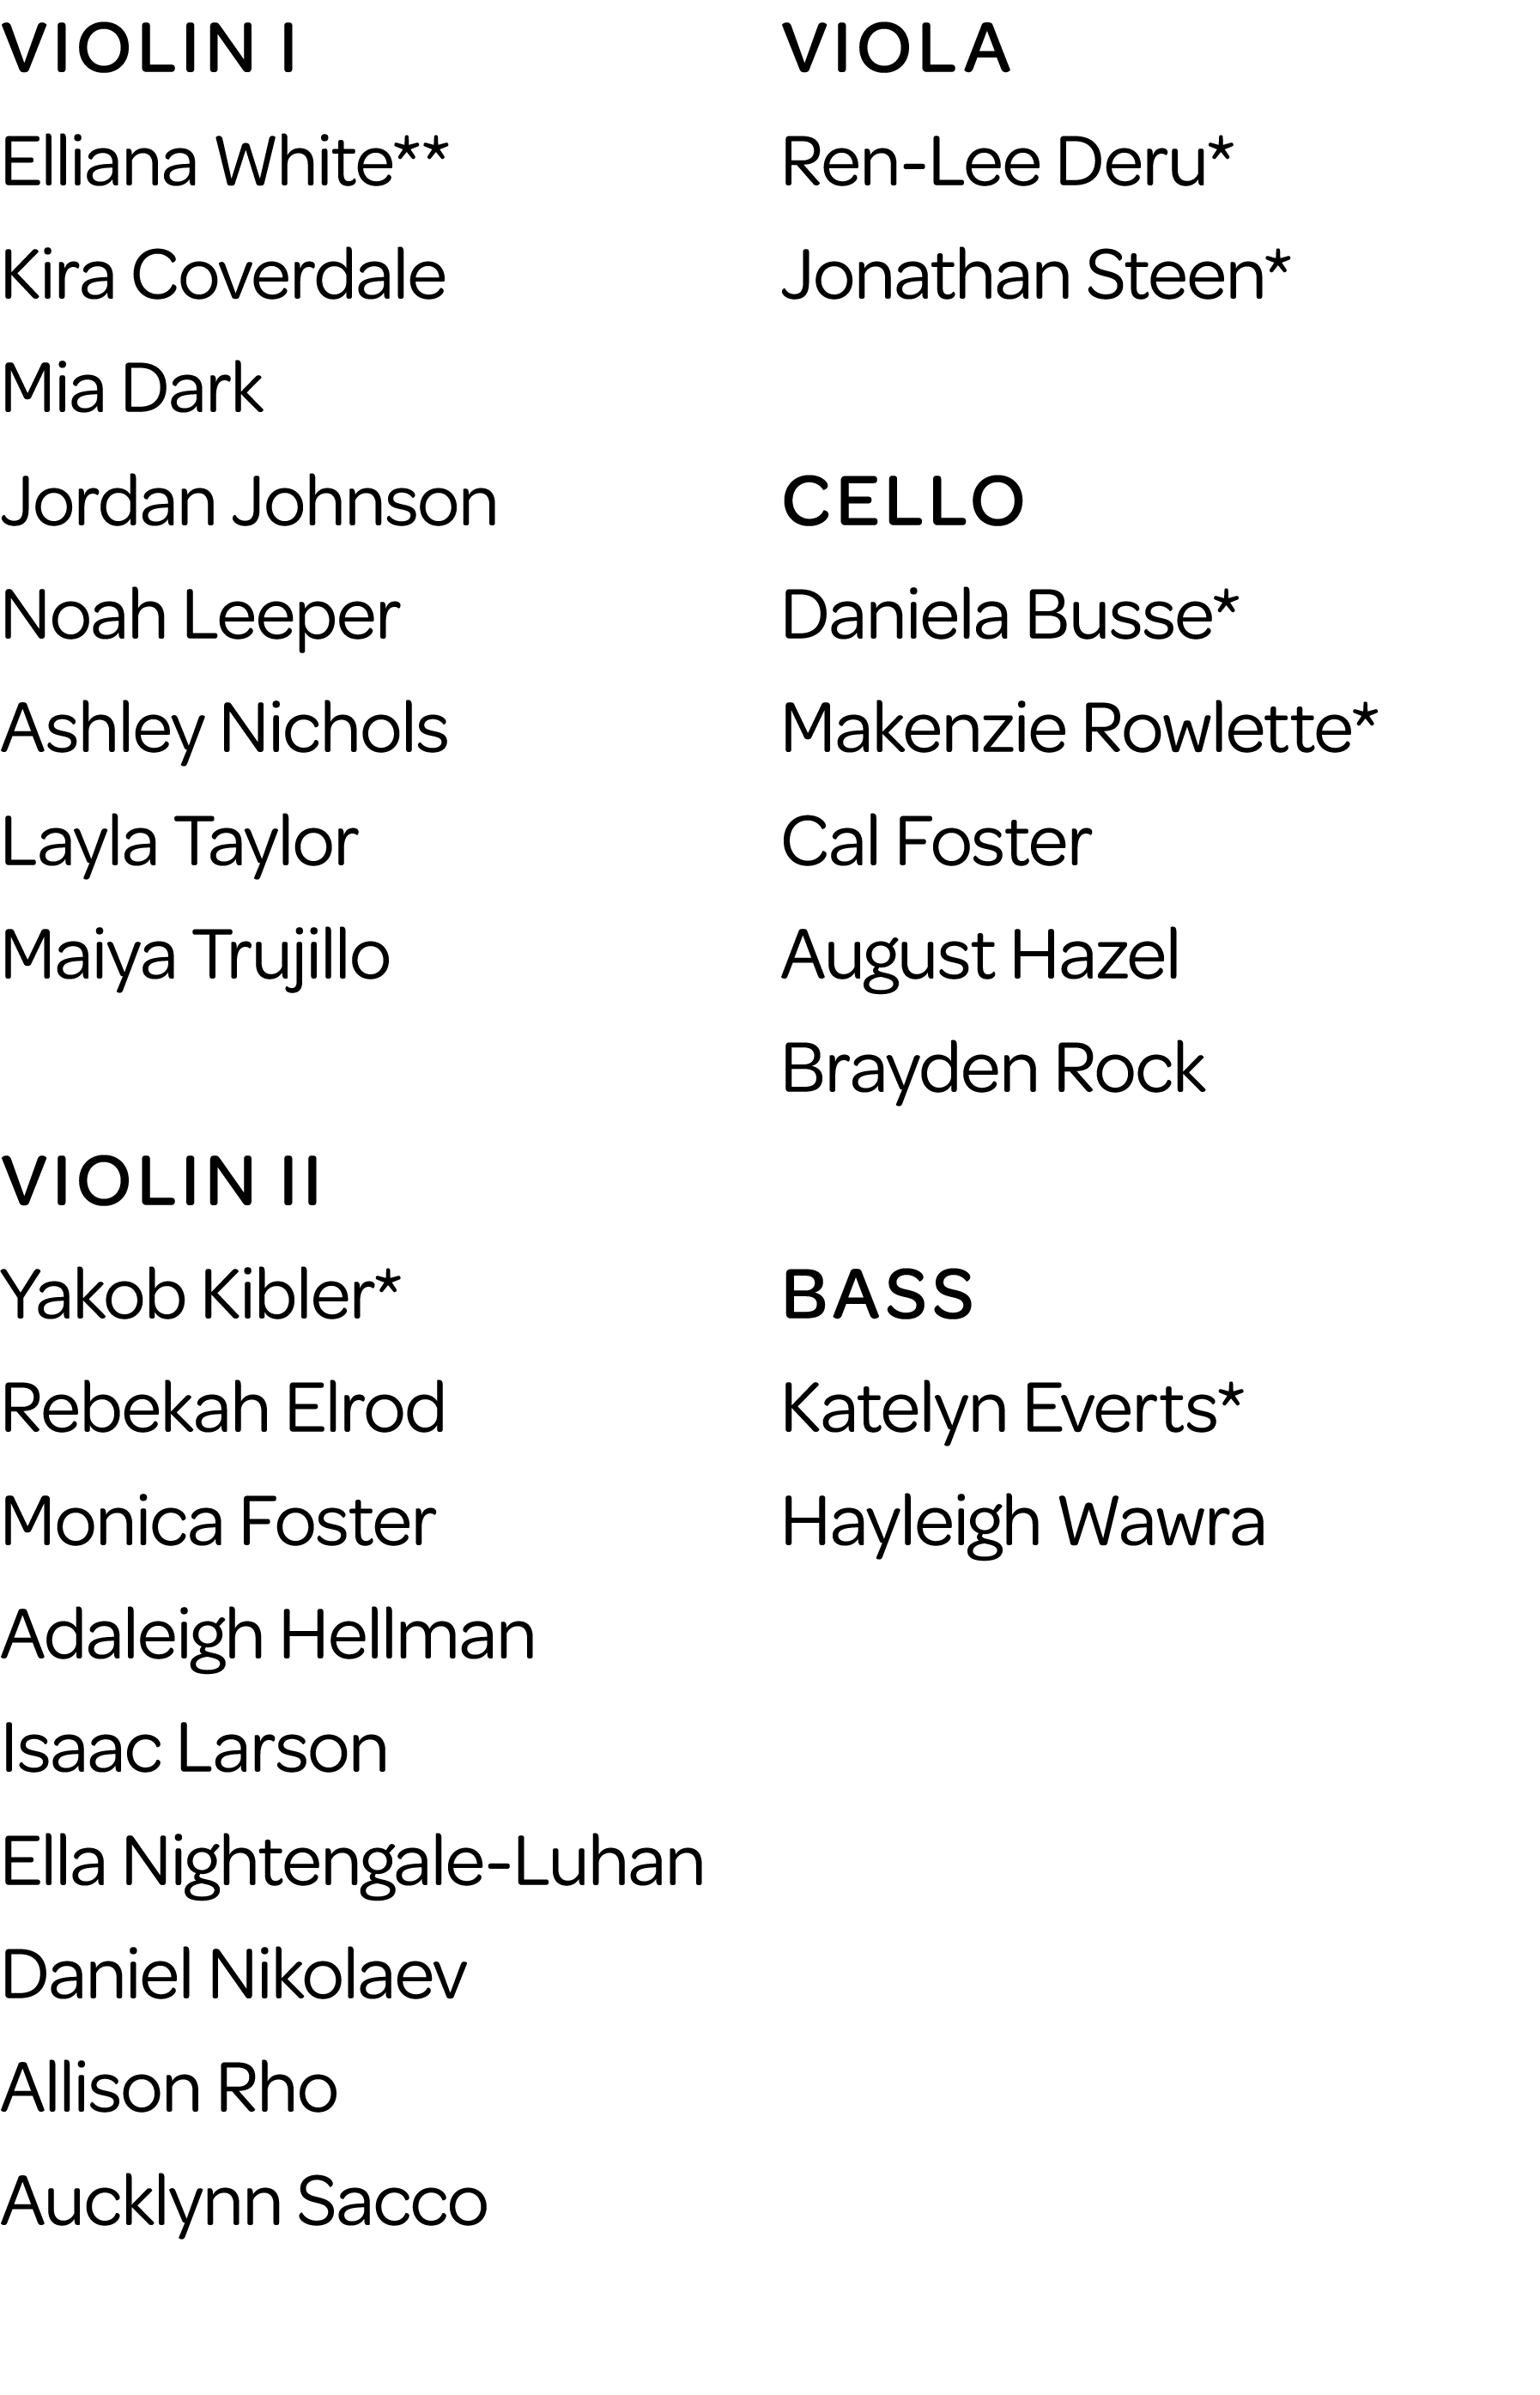 VIOLIN I
Elliana White**
Kira Coverdale
Mia Dark
Jordan Johnson
Noah Leeper
Ashley Nichols
Layla Taylor
Maiya Trujillo
VIOLIN II
Yakob Kibler*
Rebekah Elrod
Monica Foster
Adaleigh Hellman
Isaac Larson
Ella Nightengale-Luhan
Daniel Nikolaev
Allison Rho
Aucklynn Sacco
VIOLA
Ren-Lee Deru*
Jonathan Steen*
CELLO
Daniela Busse*
Makenzie Rowlette*
Cal Foster
August Hazel
Brayden Rock
BASS
Katelyn Everts*
Hayleigh Wawra